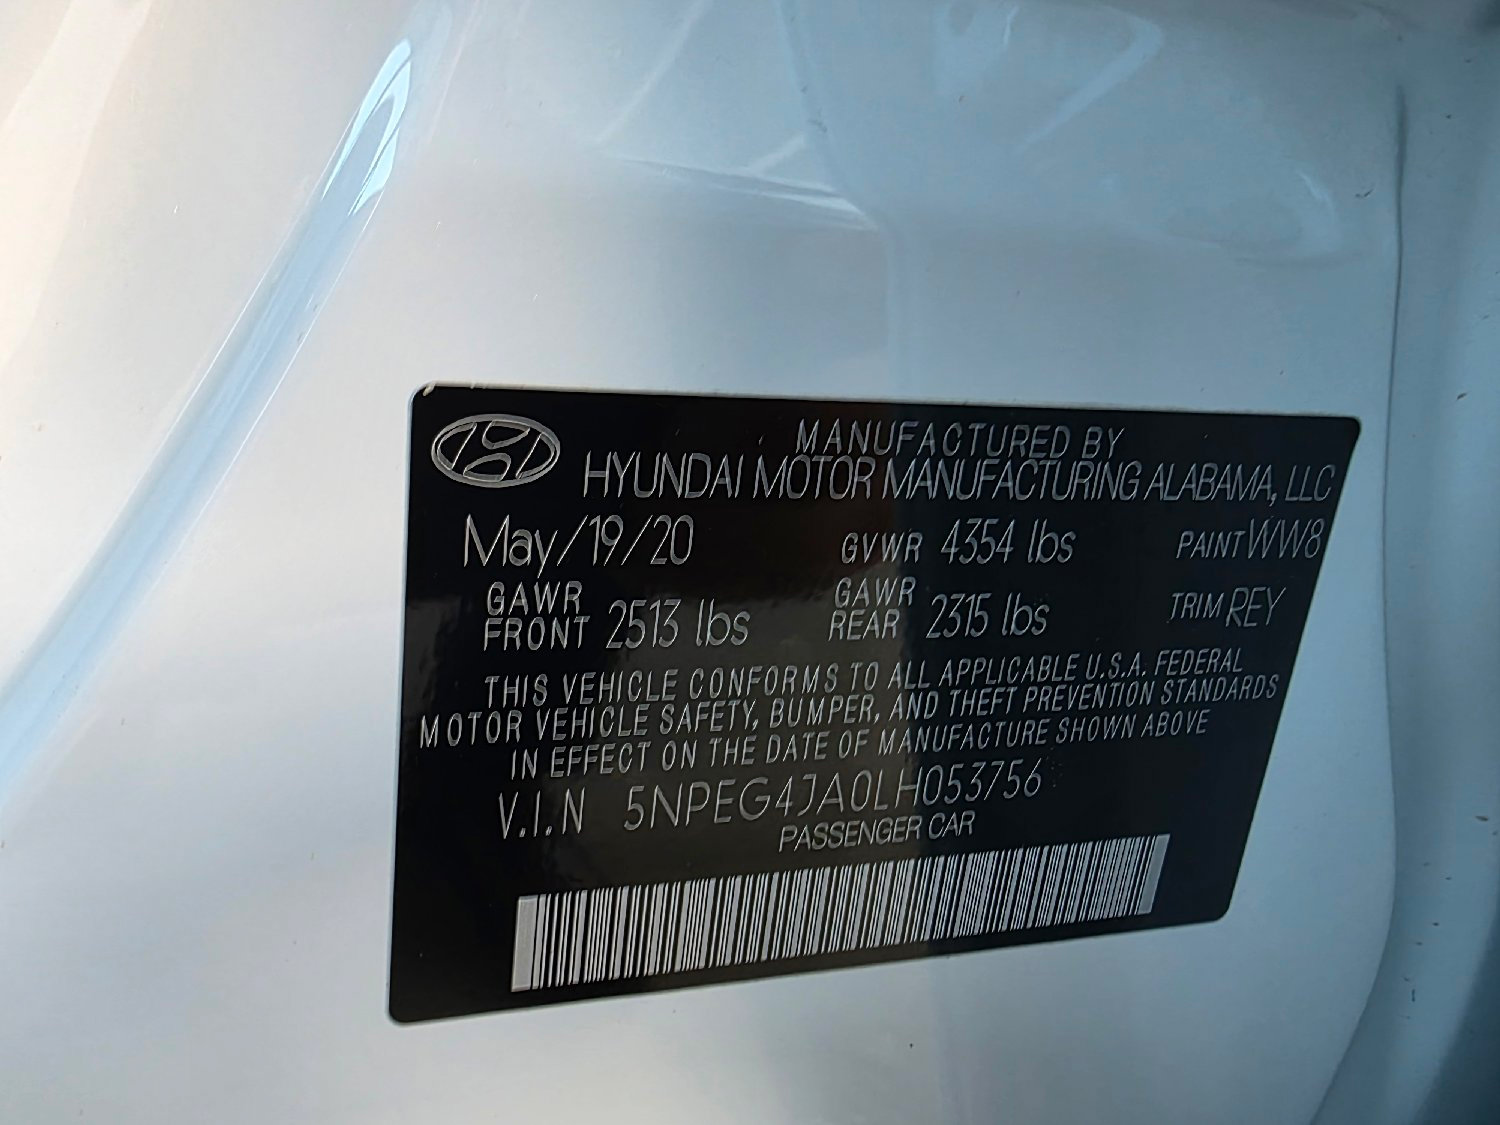 MANUFACTURED BY
HYUNDAI MOTOR MANUFACTURING ALABAMA, LLC
May/19/20 GVWR 4354 lbs PAINT WW8
GAWR FRONT 2513 lbs GAWR REAR 2315 lbs TRIM REY
THIS VEHICLE CONFORMS TO ALL APPLICABLE U.S.A. FEDERAL
MOTOR VEHICLE SAFETY, BUMPER, AND THEFT PREVENTION STANDARDS
IN EFFECT ON THE DATE OF MANUFACTURE SHOWN ABOVE
V.I.N 5NPEG4JA0LH053756
PASSENGER CAR